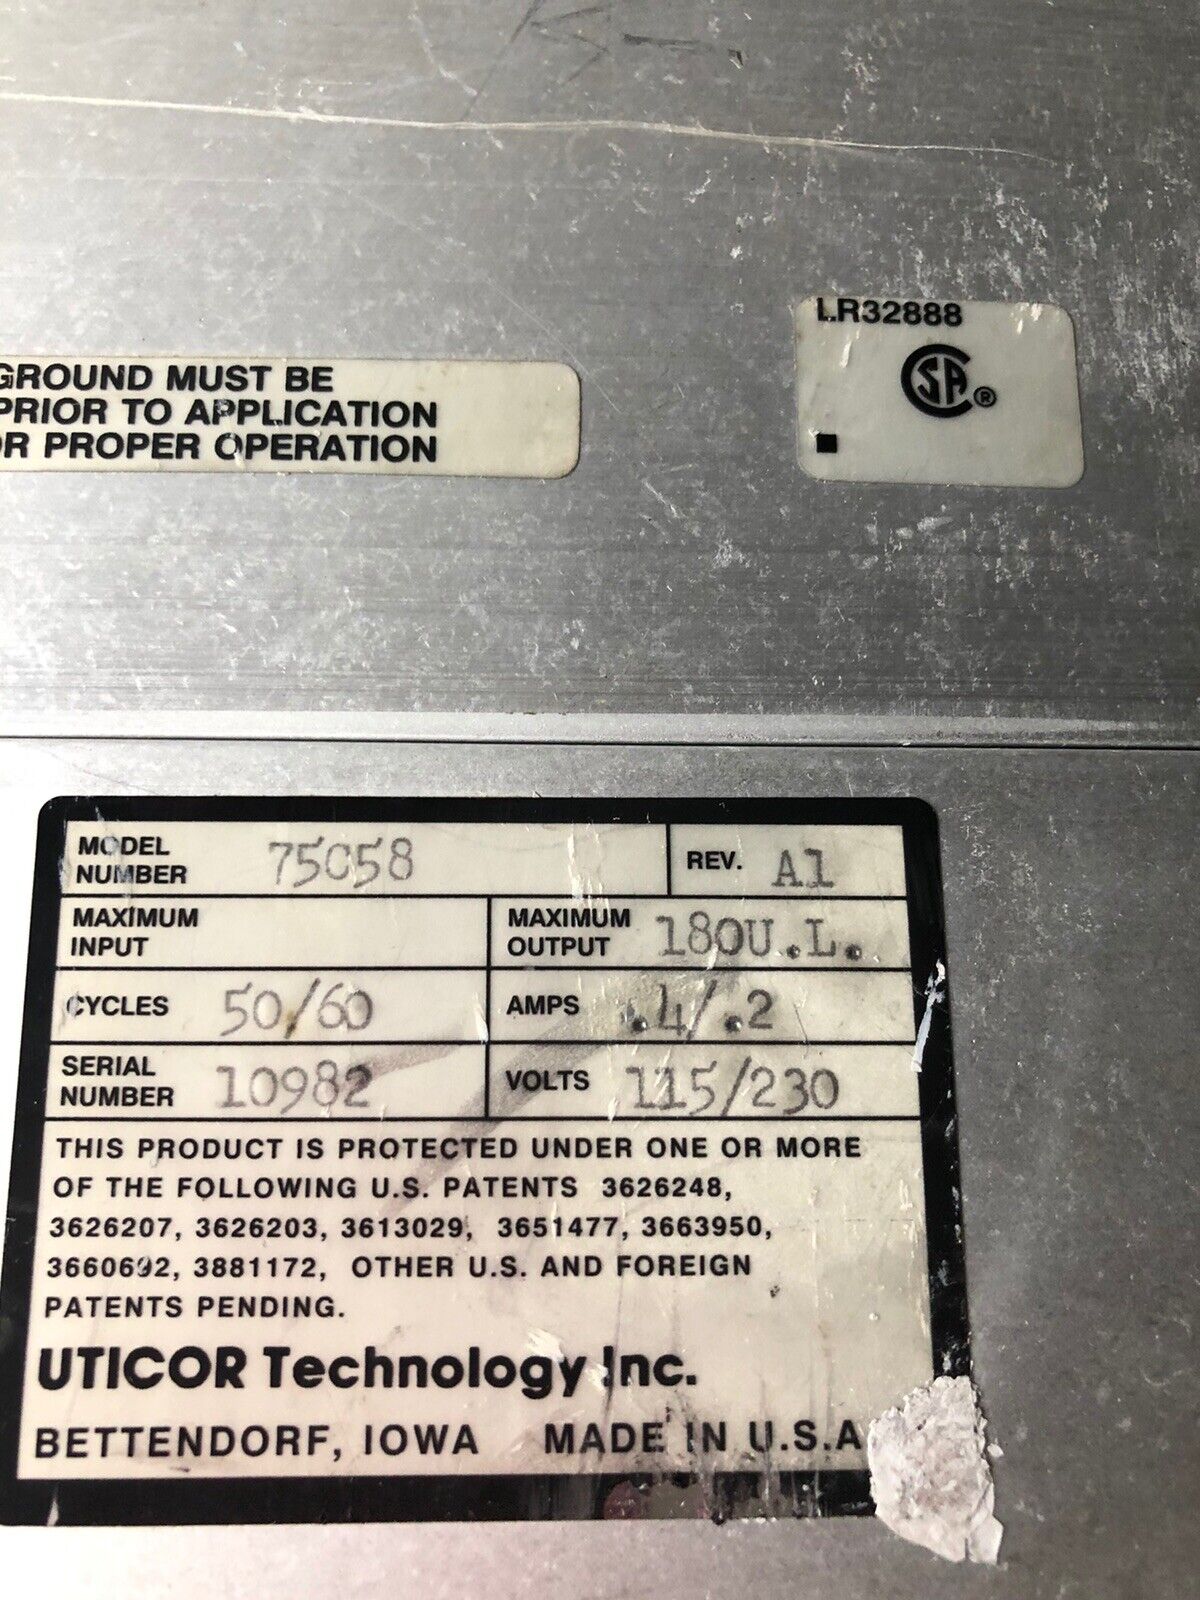 LR32888
GROUND MUST BE
PRIOR TO APPLICATION
OR PROPER OPERATION
CSA ®
MODEL NUMBER 75C58 REV. A1
MAXIMUM INPUT MAXIMUM OUTPUT 180U.L.
CYCLES 50/60 AMPS .4/.2
SERIAL NUMBER 10982 VOLTS 115/230
THIS PRODUCT IS PROTECTED UNDER ONE OR MORE
OF THE FOLLOWING U.S. PATENTS 3626248,
3626207, 3626203, 3613029, 3651477, 3663950,
3660692, 3881172, OTHER U.S. AND FOREIGN
PATENTS PENDING.
UTICOR Technology Inc.
BETTENDORF, IOWA MADE IN U.S.A